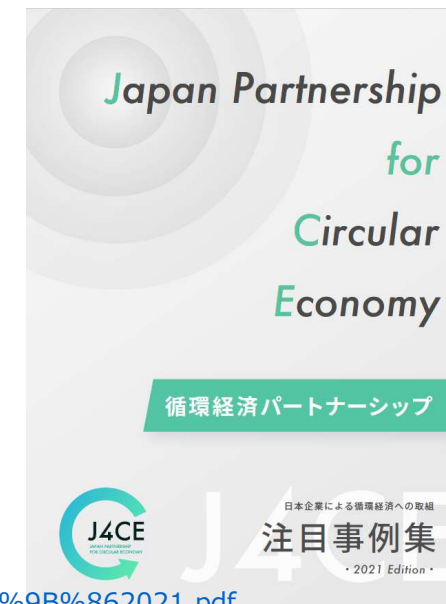 Japan Partnership
for
Circular
Economy
循環経済パートナーシップ
J4CE
J4CE
JAPAN PARTNERSHIP
FOR CIRCULAR ECONOMY
日本企業による循環経済への取組
注目事例集
・2021 Edition・
%9B%862021.pdf